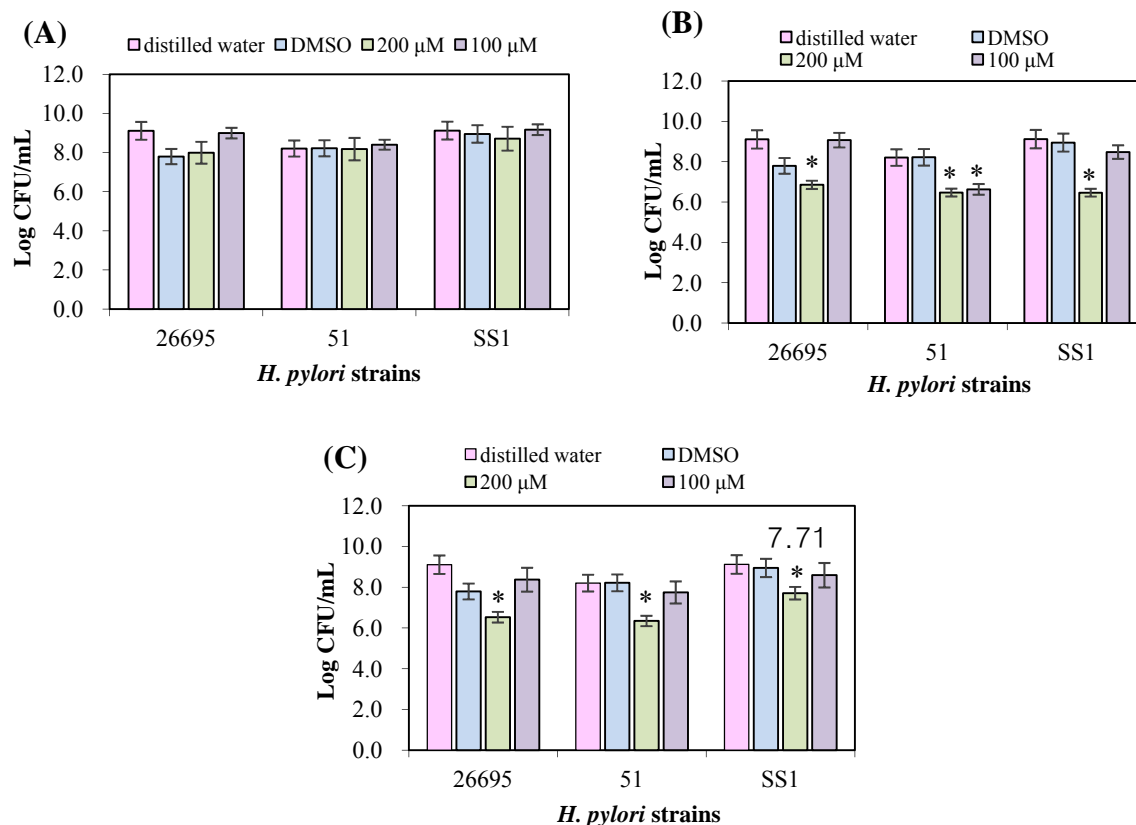 (A)
distilled water DMSO 200 μM 100 μM
12.0
10.0
8.0
6.0
4.0
2.0
0.0
Log CFU/mL
26695 51 SS1
H. pylori strains
(B)
distilled water DMSO
200 μM 100 μM
12.0
10.0
8.0
6.0
4.0
2.0
0.0
Log CFU/mL
* * * *
26695 51 SS1
H. pylori strains
(C)
distilled water DMSO
200 μM 100 μM
12.0
10.0
8.0
6.0
4.0
2.0
0.0
Log CFU/mL
7.71
* * *
26695 51 SS1
H. pylori strains